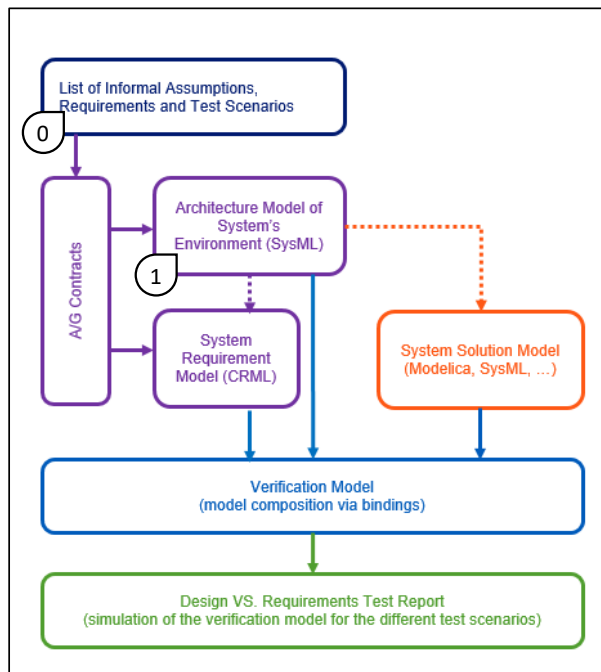 List of Informal Assumptions,
Requirements and Test Scenarios
0
A/G Contracts
Architecture Model of
System's
Environment (SysML)
1
System
Requirement
Model (CRML)
System Solution Model
(Modelica, SysML, ...)
Verification Model
(model composition via bindings)
Design VS. Requirements Test Report
(simulation of the verification model for the different test scenarios)